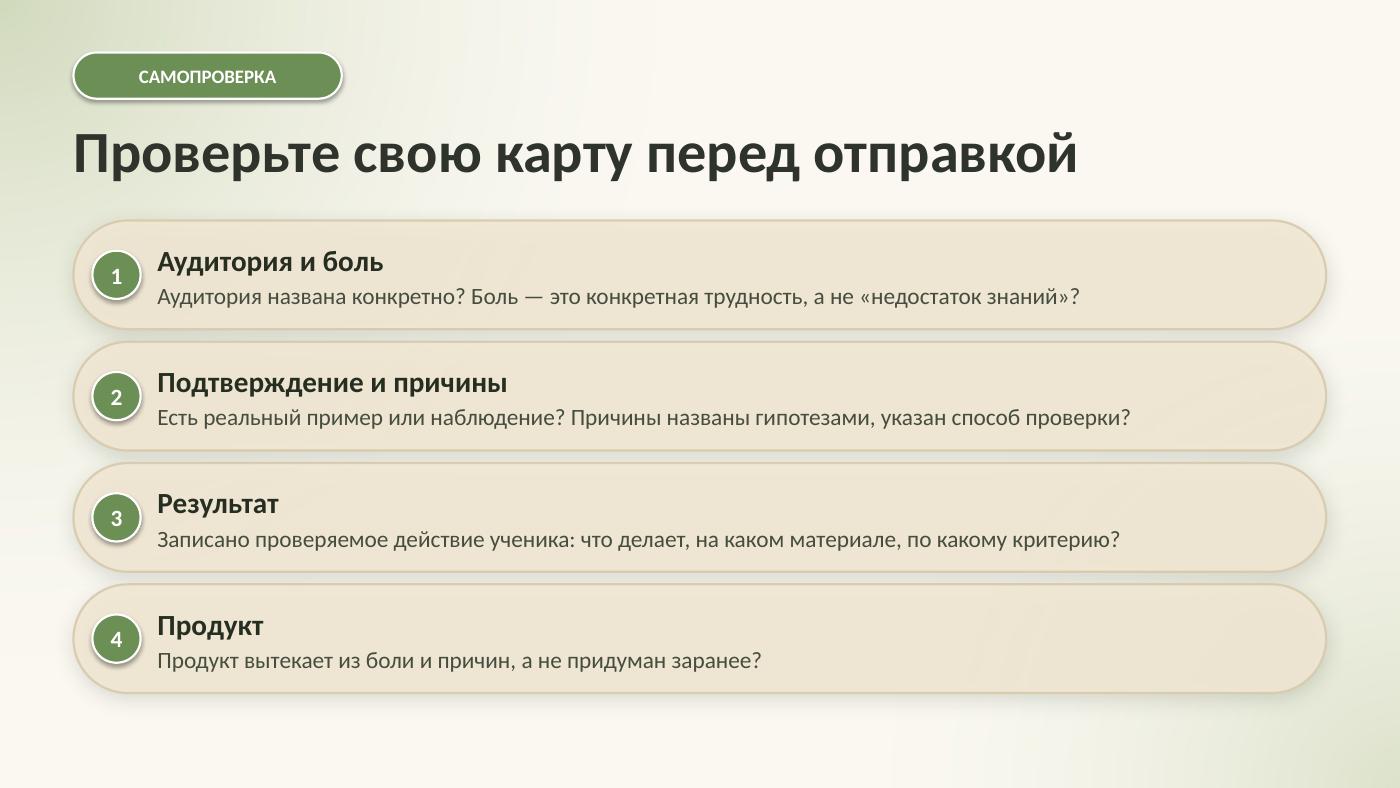 САМОПРОВЕРКА
Проверьте свою карту перед отправкой
1
Аудитория и боль
Аудитория названа конкретно? Боль — это конкретная трудность, а не «недостаток знаний»?
2
Подтверждение и причины
Есть реальный пример или наблюдение? Причины названы гипотезами, указан способ проверки?
3
Результат
Записано проверяемое действие ученика: что делает, на каком материале, по какому критерию?
4
Продукт
Продукт вытекает из боли и причин, а не придуман заранее?